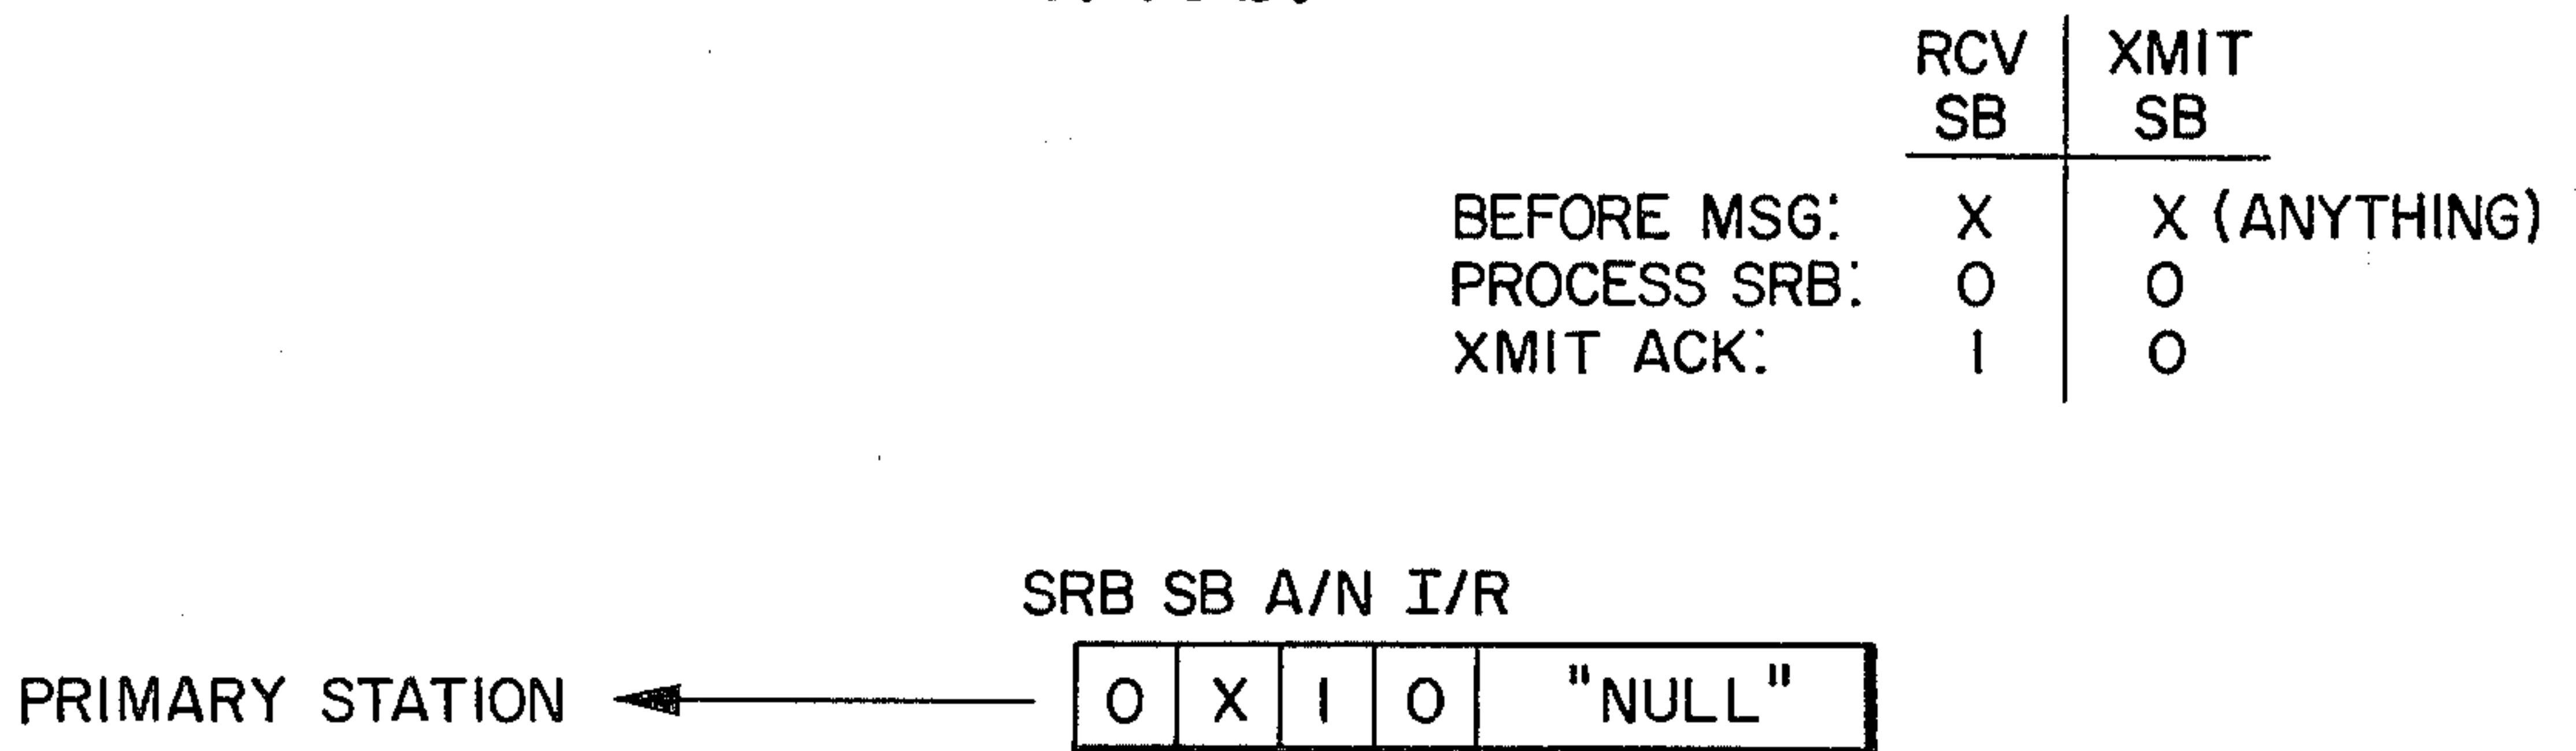 RCV XMIT
SB SB
BEFORE MSG: X X (ANYTHING)
PROCESS SRB: 0 0
XMIT ACK: 1 0
SRB SB A/N I/R
PRIMARY STATION 0 X 1 0 "NULL"